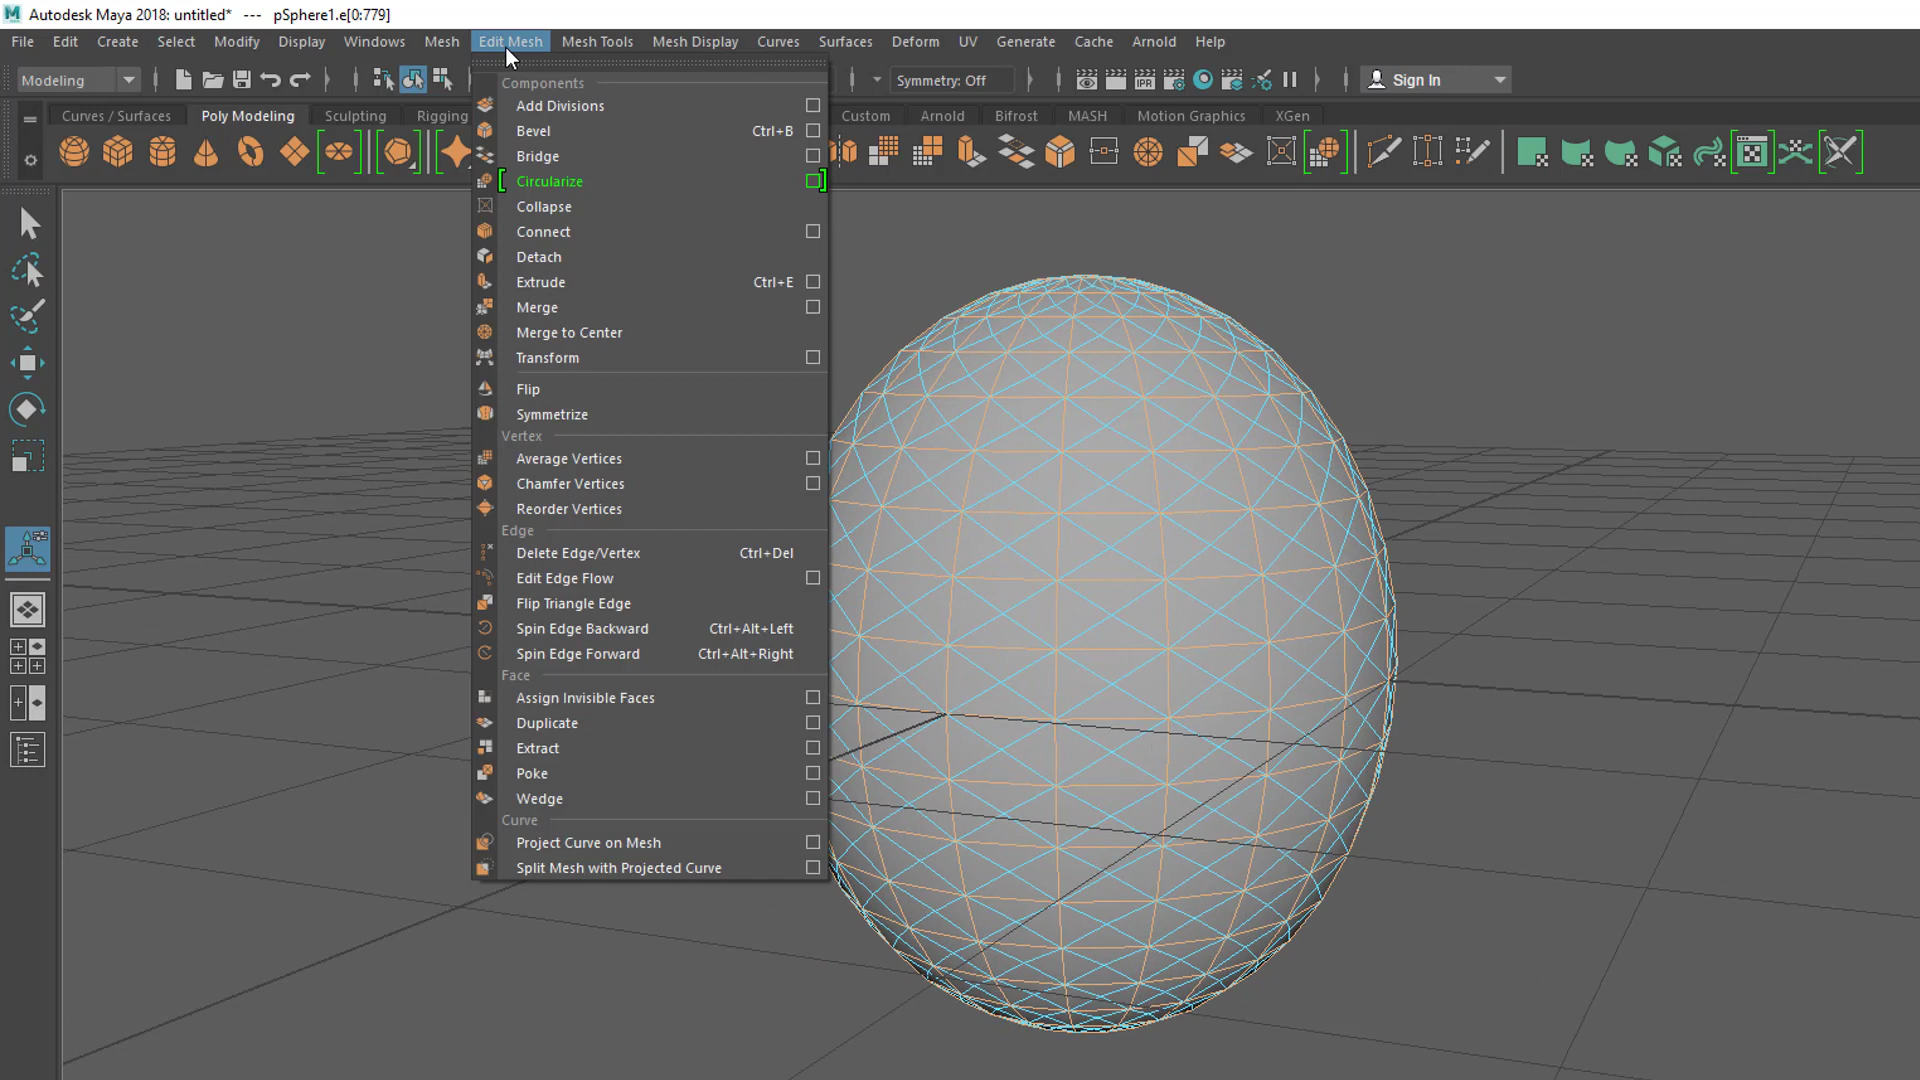 Autodesk Maya 2018: untitled* --- pSphere1.e[0:779]
File Edit Create Select Modify Display Windows Mesh Edit Mesh Mesh Tools Mesh Display Curves Surfaces Deform UV Generate Cache Arnold Help
Modeling Symmetry: Off IPR Sign In
Curves / Surfaces Poly Modeling Sculpting Rigging Custom Arnold Bifrost MASH Motion Graphics XGen
Components
Add Divisions
Bevel Ctrl+B
Bridge
Circularize
Collapse
Connect
Detach
Extrude Ctrl+E
Merge
Merge to Center
Transform
Flip
Symmetrize
Vertex
Average Vertices
Chamfer Vertices
Reorder Vertices
Edge
Delete Edge/Vertex Ctrl+Del
Edit Edge Flow
Flip Triangle Edge
Spin Edge Backward Ctrl+Alt+Left
Spin Edge Forward Ctrl+Alt+Right
Face
Assign Invisible Faces
Duplicate
Extract
Poke
Wedge
Curve
Project Curve on Mesh
Split Mesh with Projected Curve